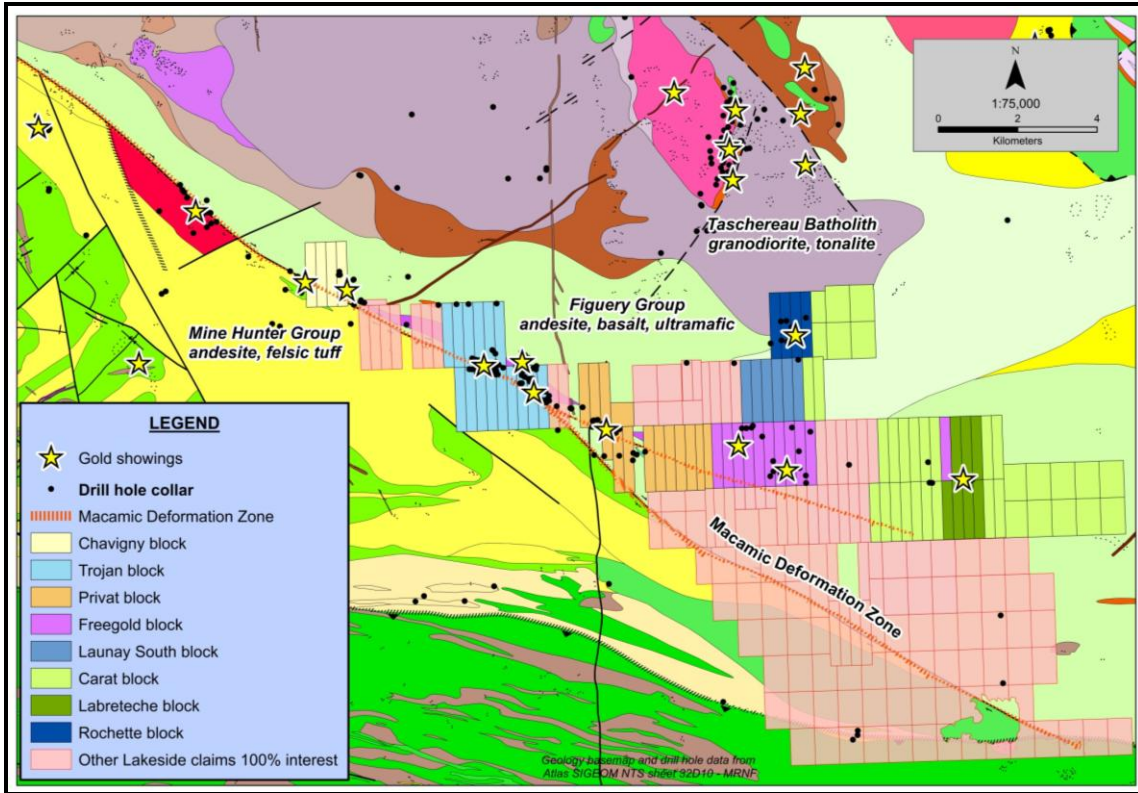 N
1:75,000
0 2 4
Kilometers
Taschereau Batholith
granodiorite, tonalite
Figuery Group
andesite, basalt, ultramafic
Mine Hunter Group
andesite, felsic tuff
Macamic Deformation Zone
LEGEND
Gold showings
Drill hole collar
Macamic Deformation Zone
Chavigny block
Trojan block
Privat block
Freegold block
Launay South block
Carat block
Labreteche block
Rochette block
Other Lakeside claims 100% interest
Geology basemap and drill hole data from
Atlas SIGEOM NTS sheet 32D10 - MRNF